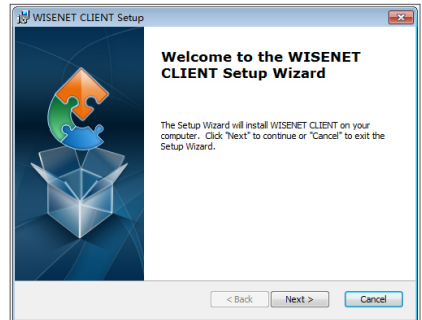 WISENET CLIENT Setup
Welcome to the WISENET
CLIENT Setup Wizard
The Setup Wizard will install WISENET CLIENT on your
computer. Click "Next" to continue or "Cancel" to exit the
Setup Wizard.
< Back Next > Cancel